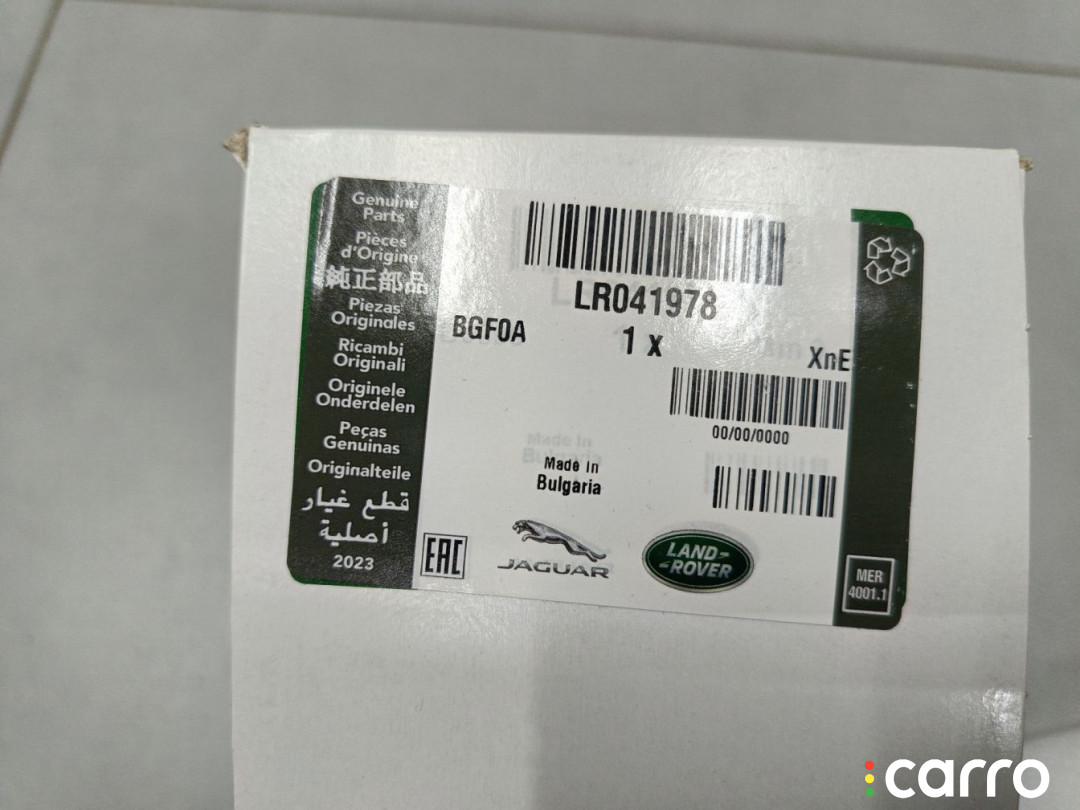 Genuine
Parts
Pièces
d'Origine
純正部品
Piezas
Originales
Ricambi
Originali
Originele
Onderdelen
Peças
Genuinas
Originalteile
قطع غيار
أصلية
2023
LR041978
BGF0A
1 x
XnE
00/00/0000
Made In
Bulgaria
EAC
JAGUAR
LAND-
-ROVER
MER
4001.1
carro